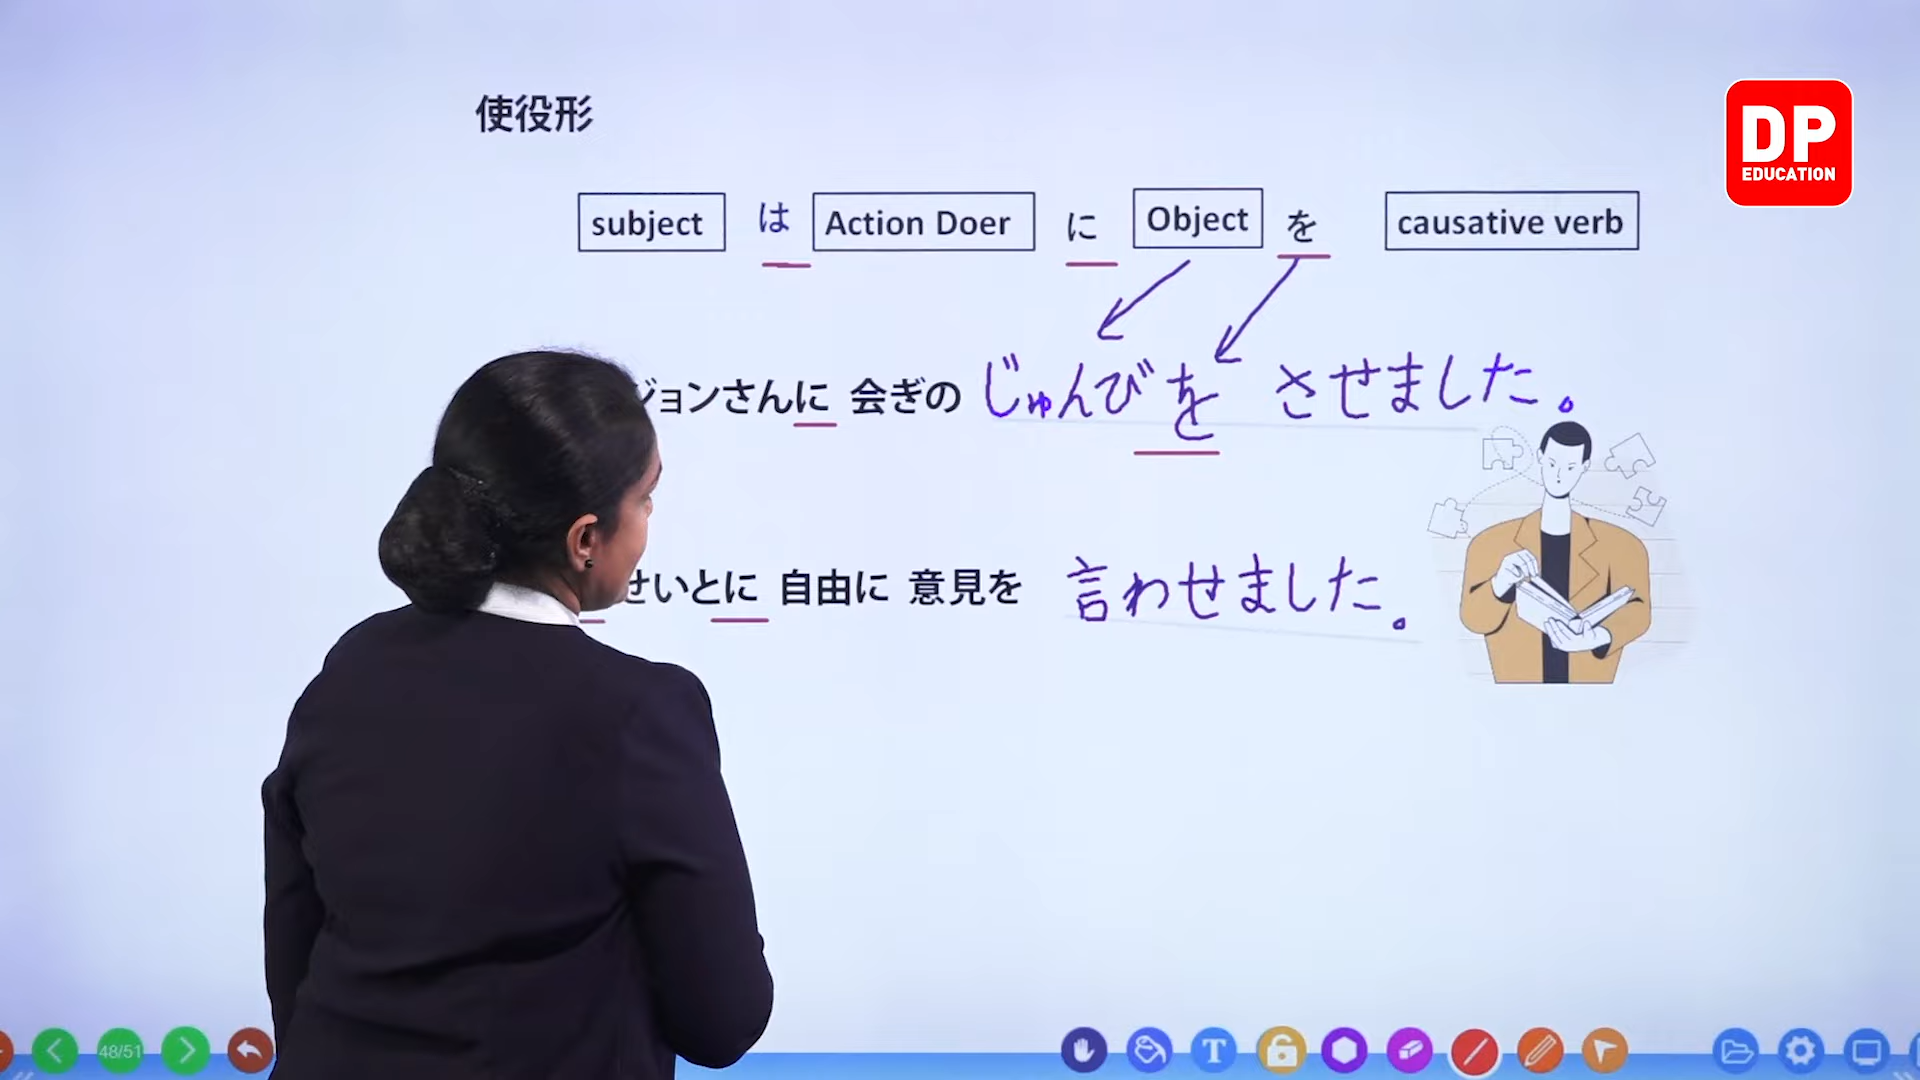 使役形
DP
EDUCATION
subject は Action Doer に Object を causative verb
ジョンさんに 会ぎの じゅんびを させました。
せいとに 自由に 意見を 言わせました。
48/51
T